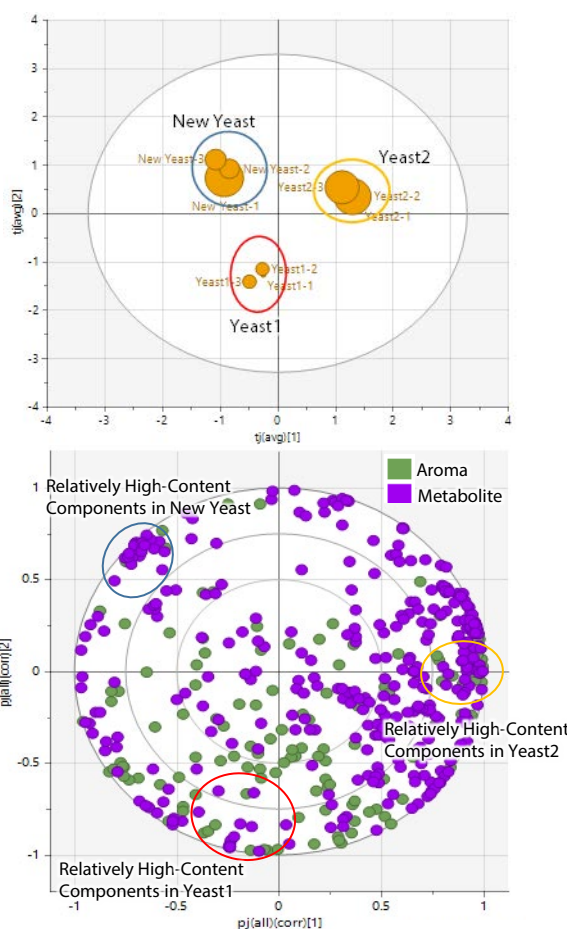 4
3
2
1
0
-1
-2
-3
-4
tj(avg)[2]
New Yeast
New Yeast-3
New Yeast-2
New Yeast-1
Yeast2
Yeast2-3
Yeast2-2
Yeast2-1
Yeast1-2
Yeast1-3
Yeast1-1
Yeast1
-4 -3 -2 -1 0 1 2 3 4
tj(avg)[1]
Aroma
Metabolite
Relatively High-Content
Components in New Yeast
1
0.5
0
-0.5
-1
pj(all)(corr)[2]
Relatively High-Content
Components in Yeast2
Relatively High-Content
Components in Yeast1
-1 -0.5 0 0.5 1
pj(all)(corr)[1]